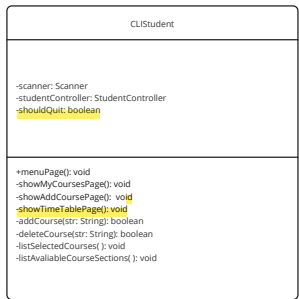 CLIStudent
-scanner: Scanner
-studentController: StudentController
-shouldQuit: boolean
+menuPage(): void
-showMyCoursesPage(): void
-showAddCoursePage(): void
-showTimeTablePage(): void
-addCourse(str: String): boolean
-deleteCourse(str: String): boolean
-listSelectedCourses( ): void
-listAvaliableCourseSections( ): void